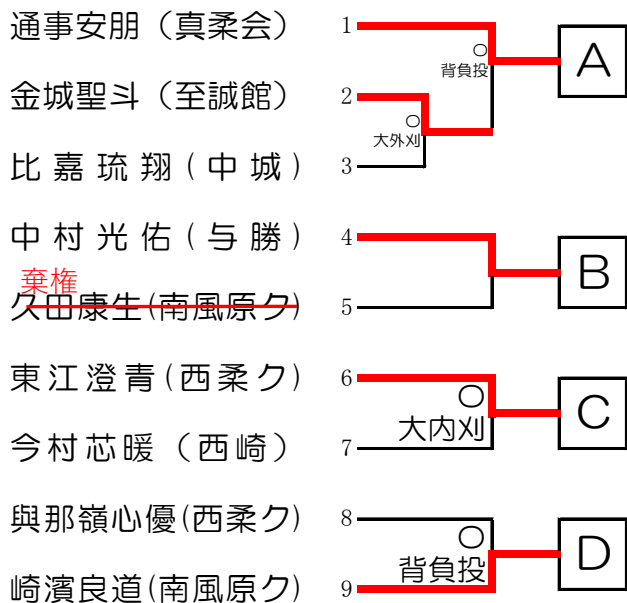 通事安朋（真柔会） 1
○
背負投
A
金城聖斗（至誠館） 2
○
大外刈
比嘉琉翔(中城) 3
中村光佑(与勝) 4
B
棄権
久田康生(南風原ク) 5
東江澄青(西柔ク) 6
○
大内刈
C
今村芯暖（西崎） 7
與那嶺心優(西柔ク) 8
○
背負投
D
崎濱良道(南風原ク) 9